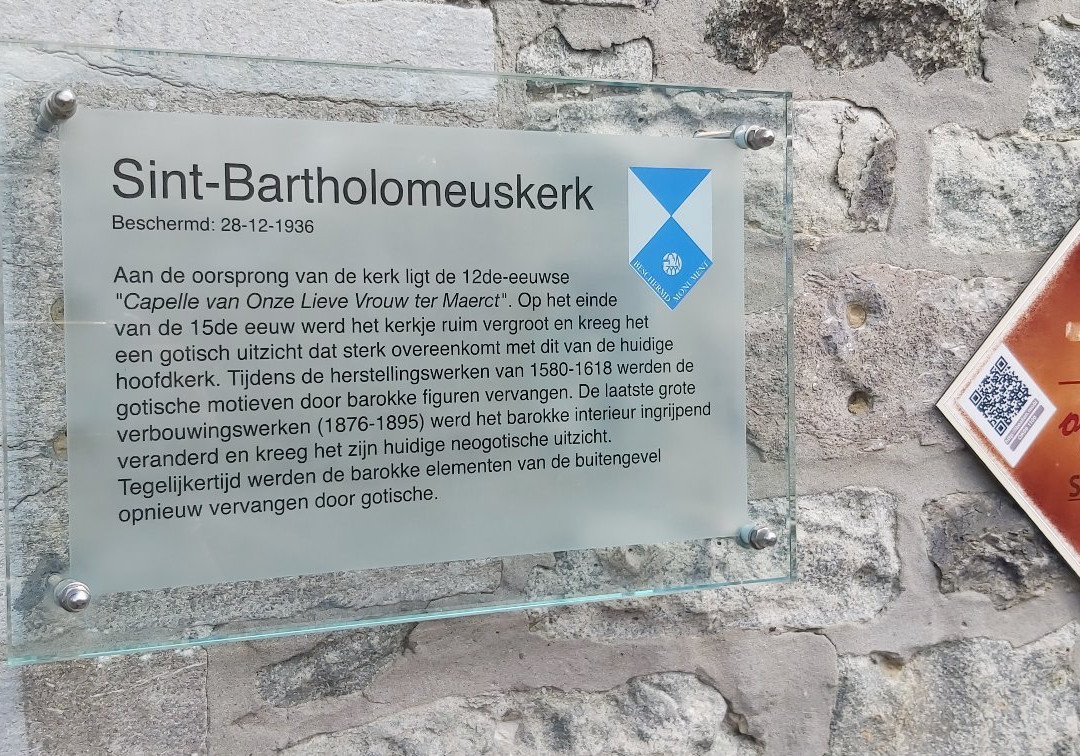 Sint-Bartholomeuskerk
Beschermd: 28-12-1936
Aan de oorsprong van de kerk ligt de 12de-eeuwse
"Capelle van Onze Lieve Vrouw ter Maerct". Op het einde
van de 15de eeuw werd het kerkje ruim vergroot en kreeg het
een gotisch uitzicht dat sterk overeenkomt met dit van de huidige
hoofdkerk. Tijdens de herstellingswerken van 1580-1618 werden de
gotische motieven door barokke figuren vervangen. De laatste grote
verbouwingswerken (1876-1895) werd het barokke interieur ingrijpend
veranderd en kreeg het zijn huidige neogotische uitzicht.
Tegelijkertijd werden de barokke elementen van de buitengevel
opnieuw vervangen door gotische.
BESCHERMD MONUMENT